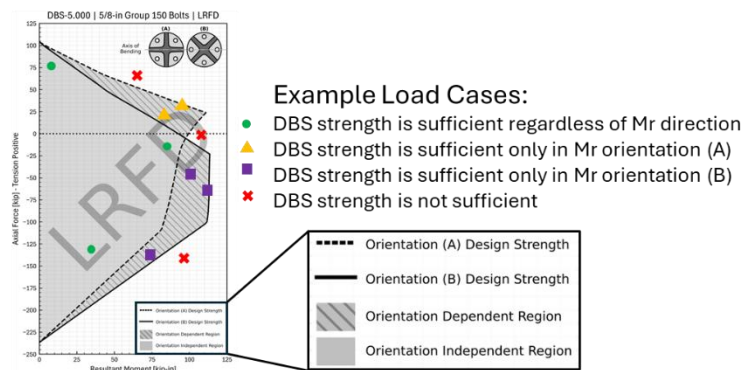 DBS-5.000 | 5/8-in Group 150 Bolts | LRFD
(A)
(B)
Axis of
Bending
Axial Force [kip] - Tension Positive
125
100
75
50
25
0
-25
-50
-75
-100
-125
-150
-175
-200
-225
-250
LRFD
0
25
50
75
100
125
Resultant Moment [kip-in]
Orientation (A) Design Strength
Orientation (B) Design Strength
Orientation Dependent Region
Orientation Independent Region
Example Load Cases:
DBS strength is sufficient regardless of Mr direction
DBS strength is sufficient only in Mr orientation (A)
DBS strength is sufficient only in Mr orientation (B)
DBS strength is not sufficient
Orientation (A) Design Strength
Orientation (B) Design Strength
Orientation Dependent Region
Orientation Independent Region